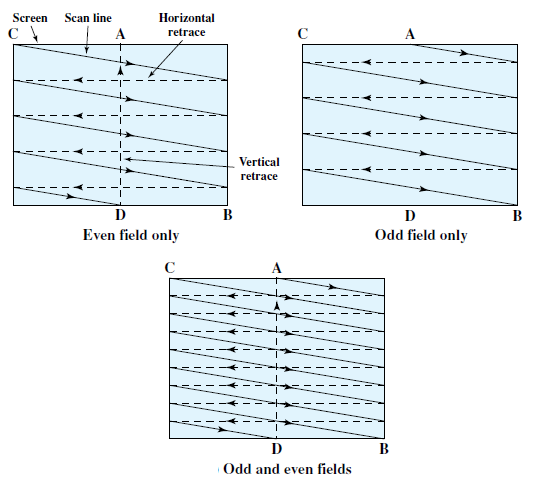 Screen Scan line A Horizontal
retrace
C
Vertical
retrace
D B
Even field only
C A
D B
Odd field only
C A
D B
Odd and even fields